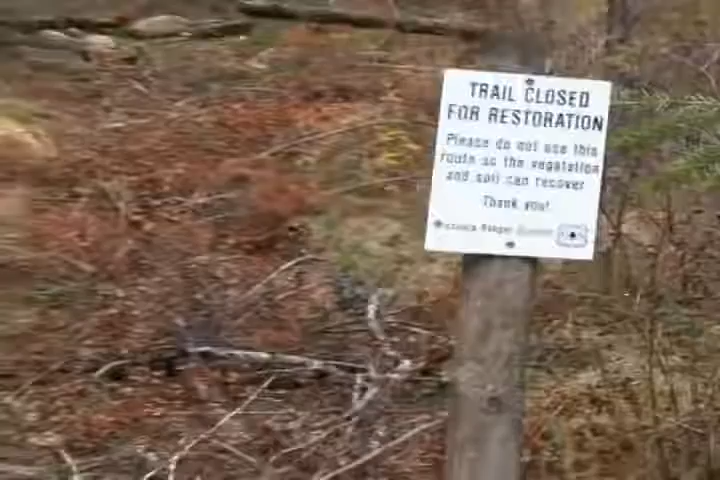 TRAIL CLOSED
FOR RESTORATION
Please do not use this
route so the vegetation
and soil can recover
Thank you!
Ranger